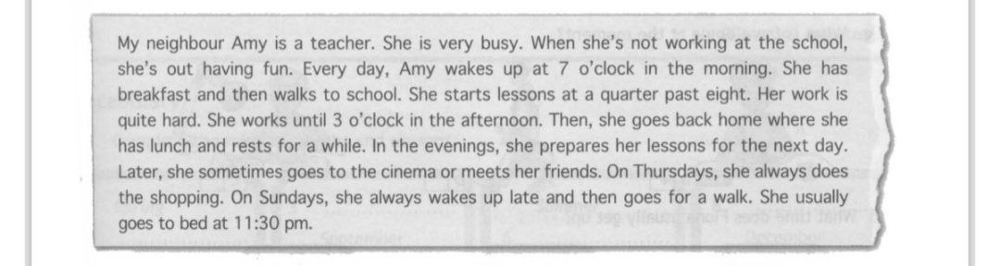 My neighbour Amy is a teacher. She is very busy. When she's not working at the school,
she's out having fun. Every day, Amy wakes up at 7 o'clock in the morning. She has
breakfast and then walks to school. She starts lessons at a quarter past eight. Her work is
quite hard. She works until 3 o'clock in the afternoon. Then, she goes back home where she
has lunch and rests for a while. In the evenings, she prepares her lessons for the next day.
Later, she sometimes goes to the cinema or meets her friends. On Thursdays, she always does
the shopping. On Sundays, she always wakes up late and then goes for a walk. She usually
goes to bed at 11:30 pm.